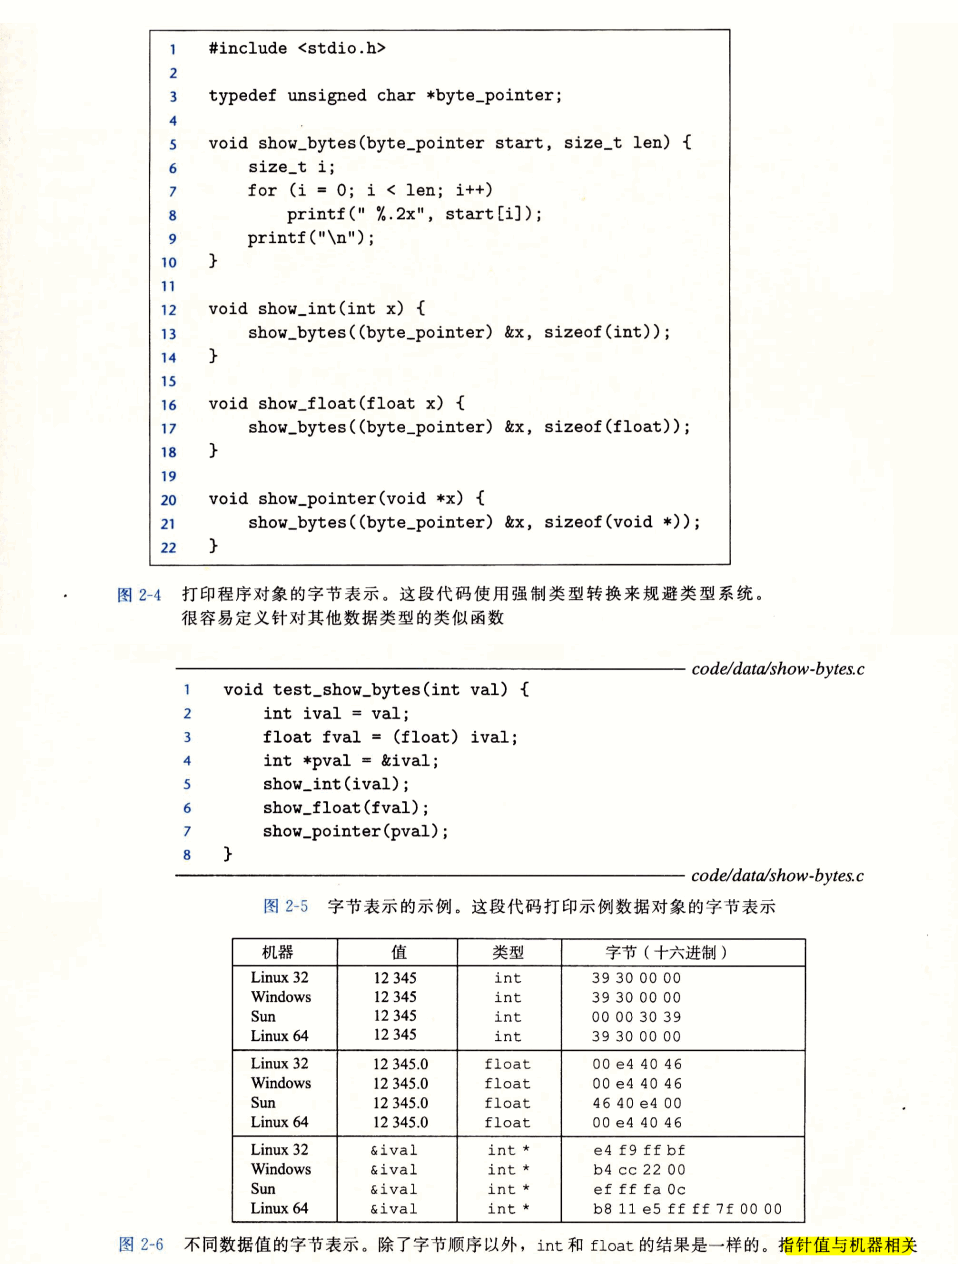 1 #include <stdio.h>
2
3 typedef unsigned char *byte_pointer;
4
5 void show_bytes(byte_pointer start, size_t len) {
6     size_t i;
7     for (i = 0; i < len; i++)
8         printf(" %.2x", start[i]);
9     printf("\n");
10 }
11
12 void show_int(int x) {
13     show_bytes((byte_pointer) &x, sizeof(int));
14 }
15
16 void show_float(float x) {
17     show_bytes((byte_pointer) &x, sizeof(float));
18 }
19
20 void show_pointer(void *x) {
21     show_bytes((byte_pointer) &x, sizeof(void *));
22 }
图 2-4 打印程序对象的字节表示。这段代码使用强制类型转换来规避类型系统。
很容易定义针对其他数据类型的类似函数
code/data/show-bytes.c
1 void test_show_bytes(int val) {
2     int ival = val;
3     float fval = (float) ival;
4     int *pval = &ival;
5     show_int(ival);
6     show_float(fval);
7     show_pointer(pval);
8 }
code/data/show-bytes.c
图 2-5 字节表示的示例。这段代码打印示例数据对象的字节表示
机器 值 类型 字节（十六进制）
Linux 32 12 345 int 39 30 00 00
Windows 12 345 int 39 30 00 00
Sun 12 345 int 00 00 30 39
Linux 64 12 345 int 39 30 00 00
Linux 32 12 345.0 float 00 e4 40 46
Windows 12 345.0 float 00 e4 40 46
Sun 12 345.0 float 46 40 e4 00
Linux 64 12 345.0 float 00 e4 40 46
Linux 32 &ival int * e4 f9 ff bf
Windows &ival int * b4 cc 22 00
Sun &ival int * ef ff fa 0c
Linux 64 &ival int * b8 11 e5 ff ff 7f 00 00
图 2-6 不同数据值的字节表示。除了字节顺序以外，int 和 float 的结果是一样的。指针值与机器相关